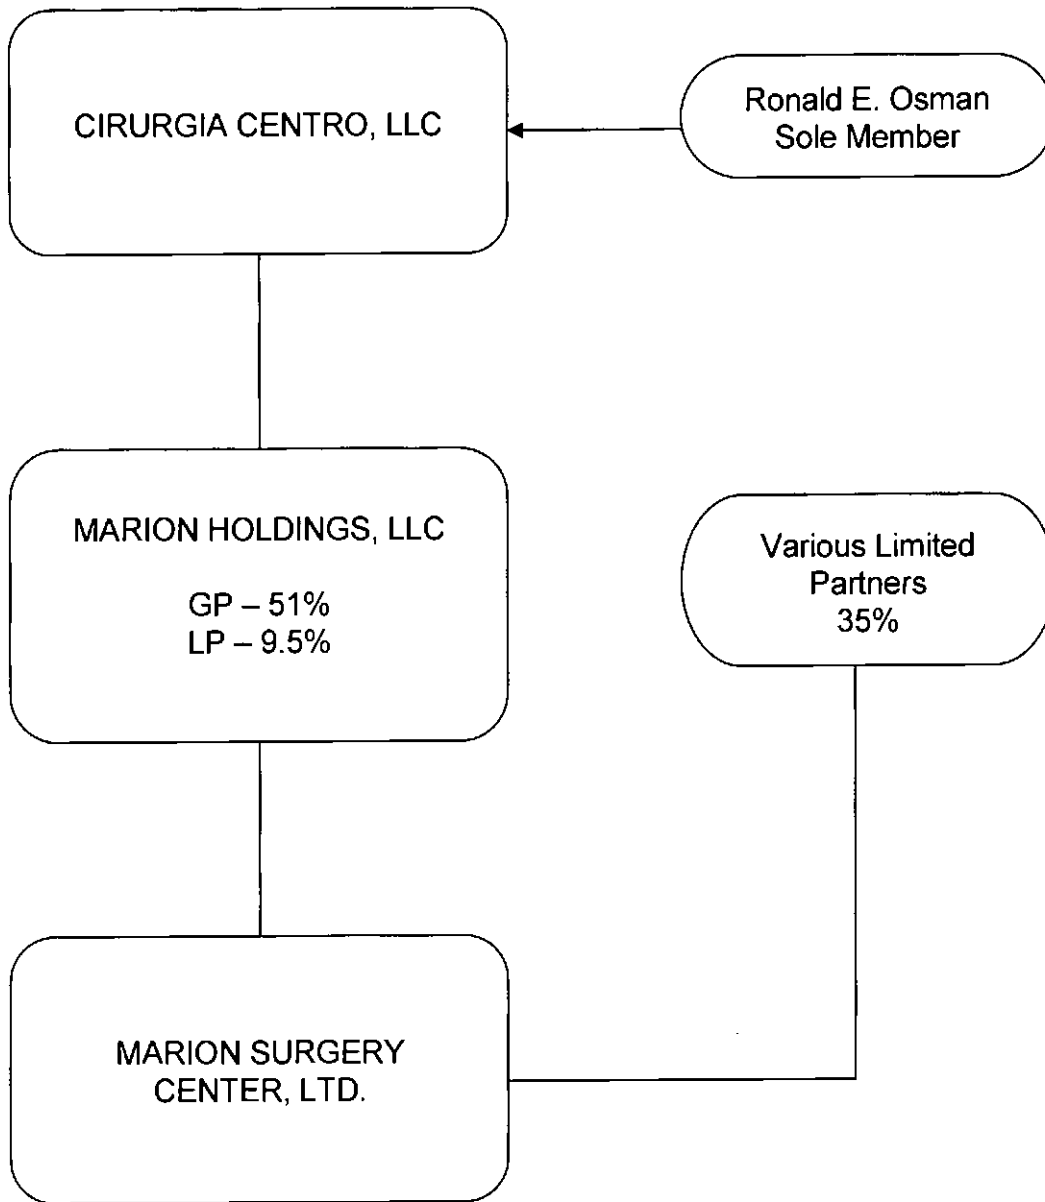 CIRURGIA CENTRO, LLC
Ronald E. Osman
Sole Member
MARION HOLDINGS, LLC
GP – 51%
LP – 9.5%
Various Limited
Partners
35%
MARION SURGERY
CENTER, LTD.